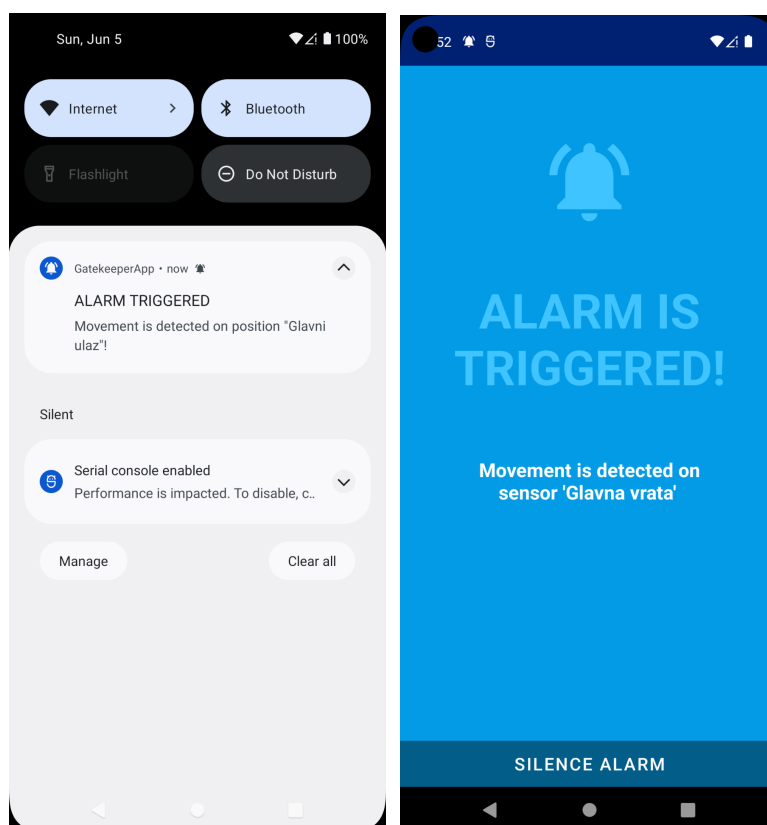 Sun, Jun 5
100%
Internet
Bluetooth
Flashlight
Do Not Disturb
GatekeeperApp • now
ALARM TRIGGERED
Movement is detected on position "Glavni
ulaz"!
Silent
Serial console enabled
Performance is impacted. To disable, c..
Manage
Clear all
52
ALARM IS
TRIGGERED!
Movement is detected on
sensor 'Glavna vrata'
SILENCE ALARM